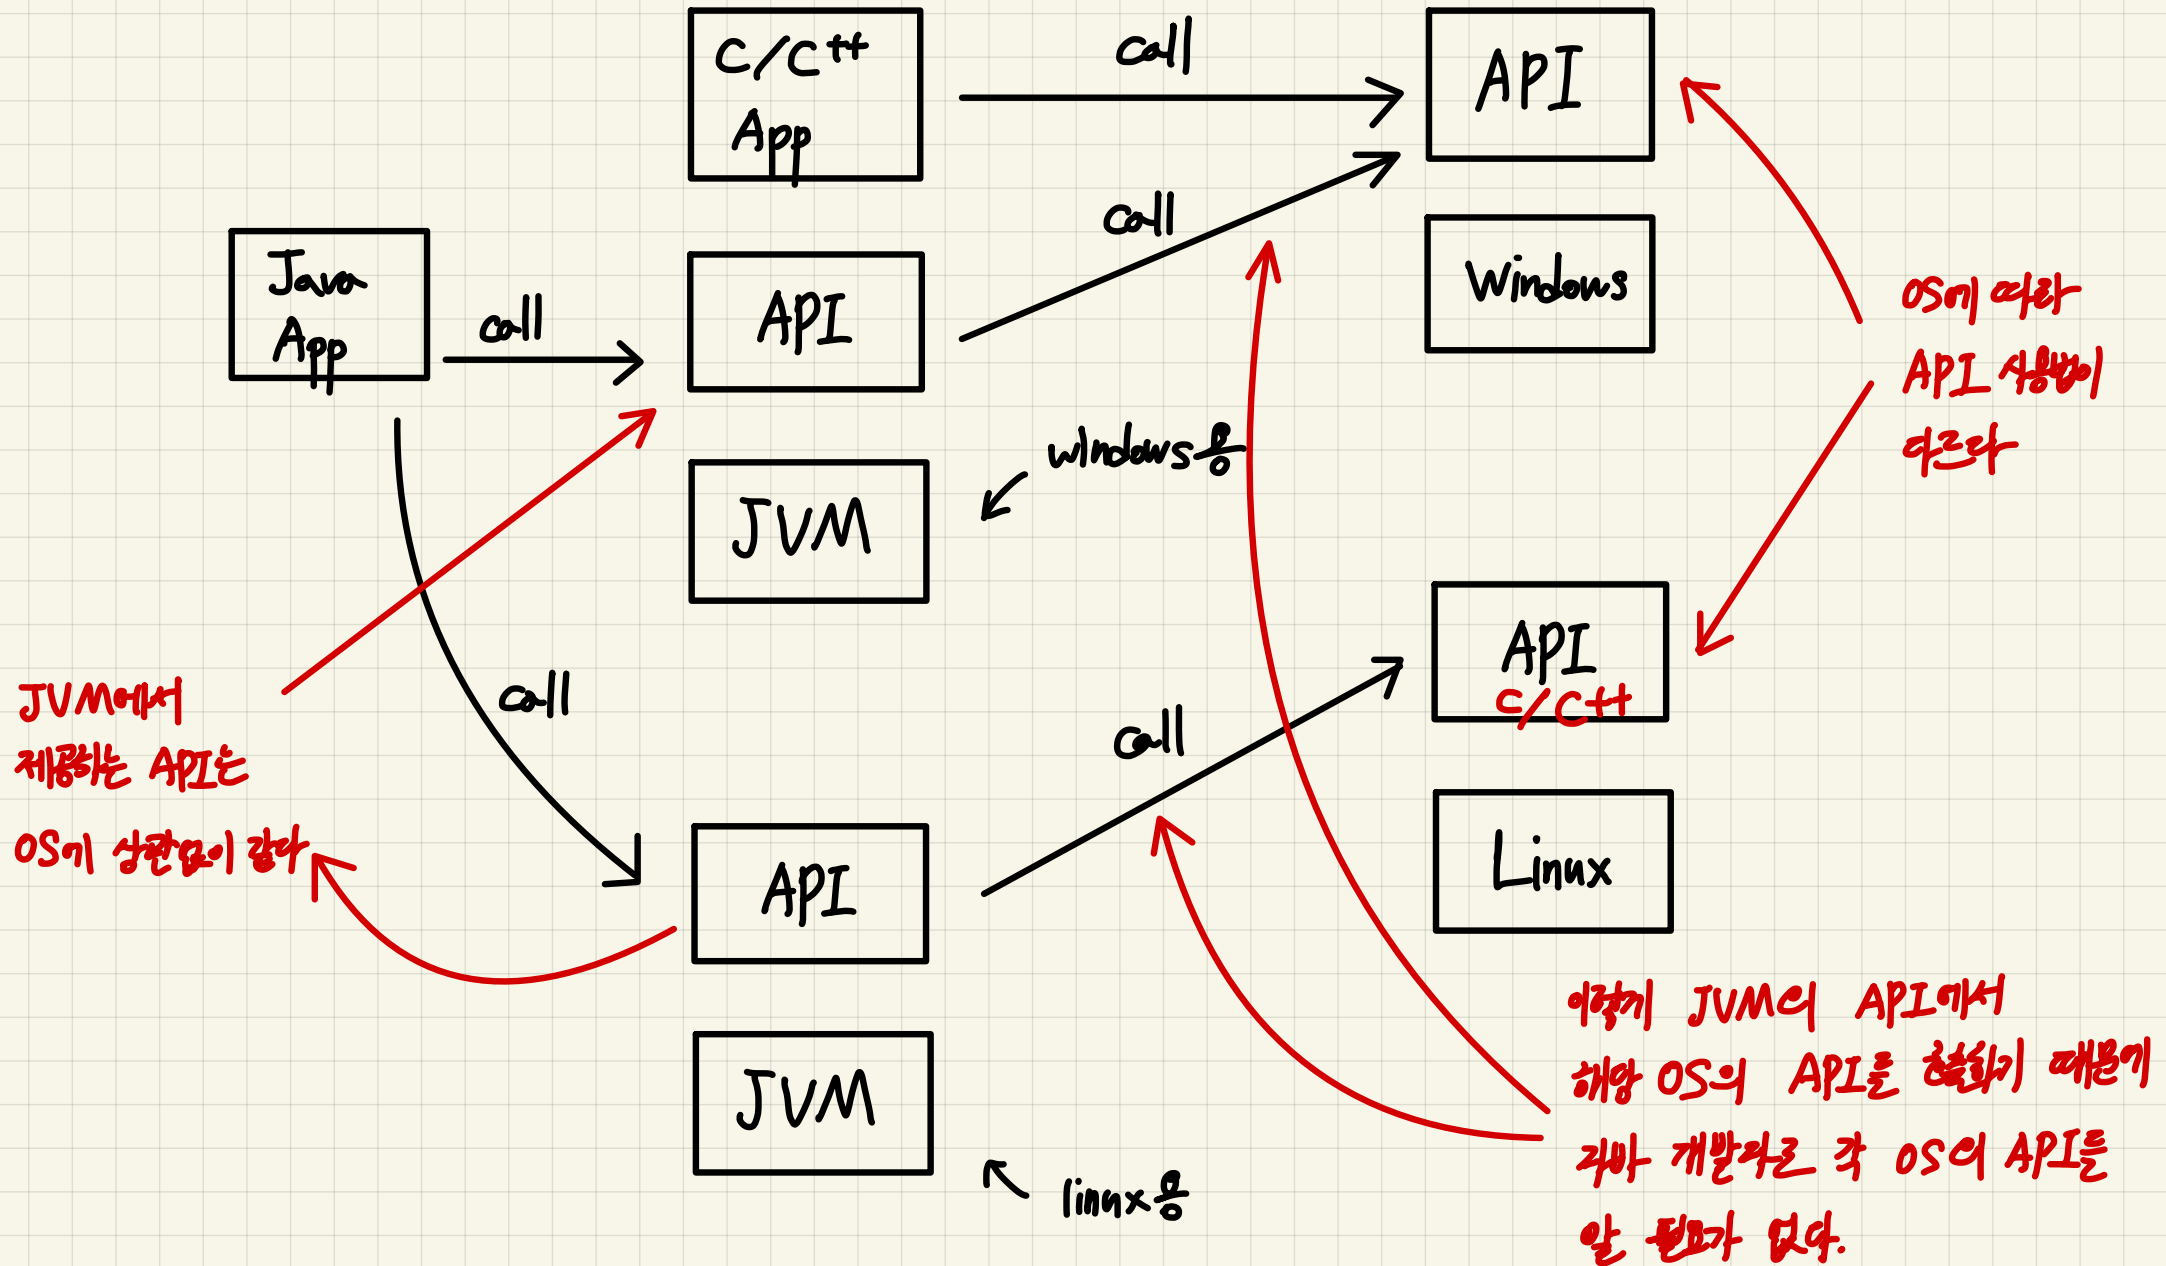 C/C++
App
call
API
call
Windows
Java
App
call
API
windows용
JVM
OS에 따라
API 사용법이
다르다
API
C/C++
Linux
call
call
JVM에서
제공하는 API는
OS에 상관없이 같다
API
JVM
linux용
이렇게 JVM의 API에서
해당 OS의 API를 호출하기 때문에
자바 개발자는 각 OS의 API를
알 필요가 없다.